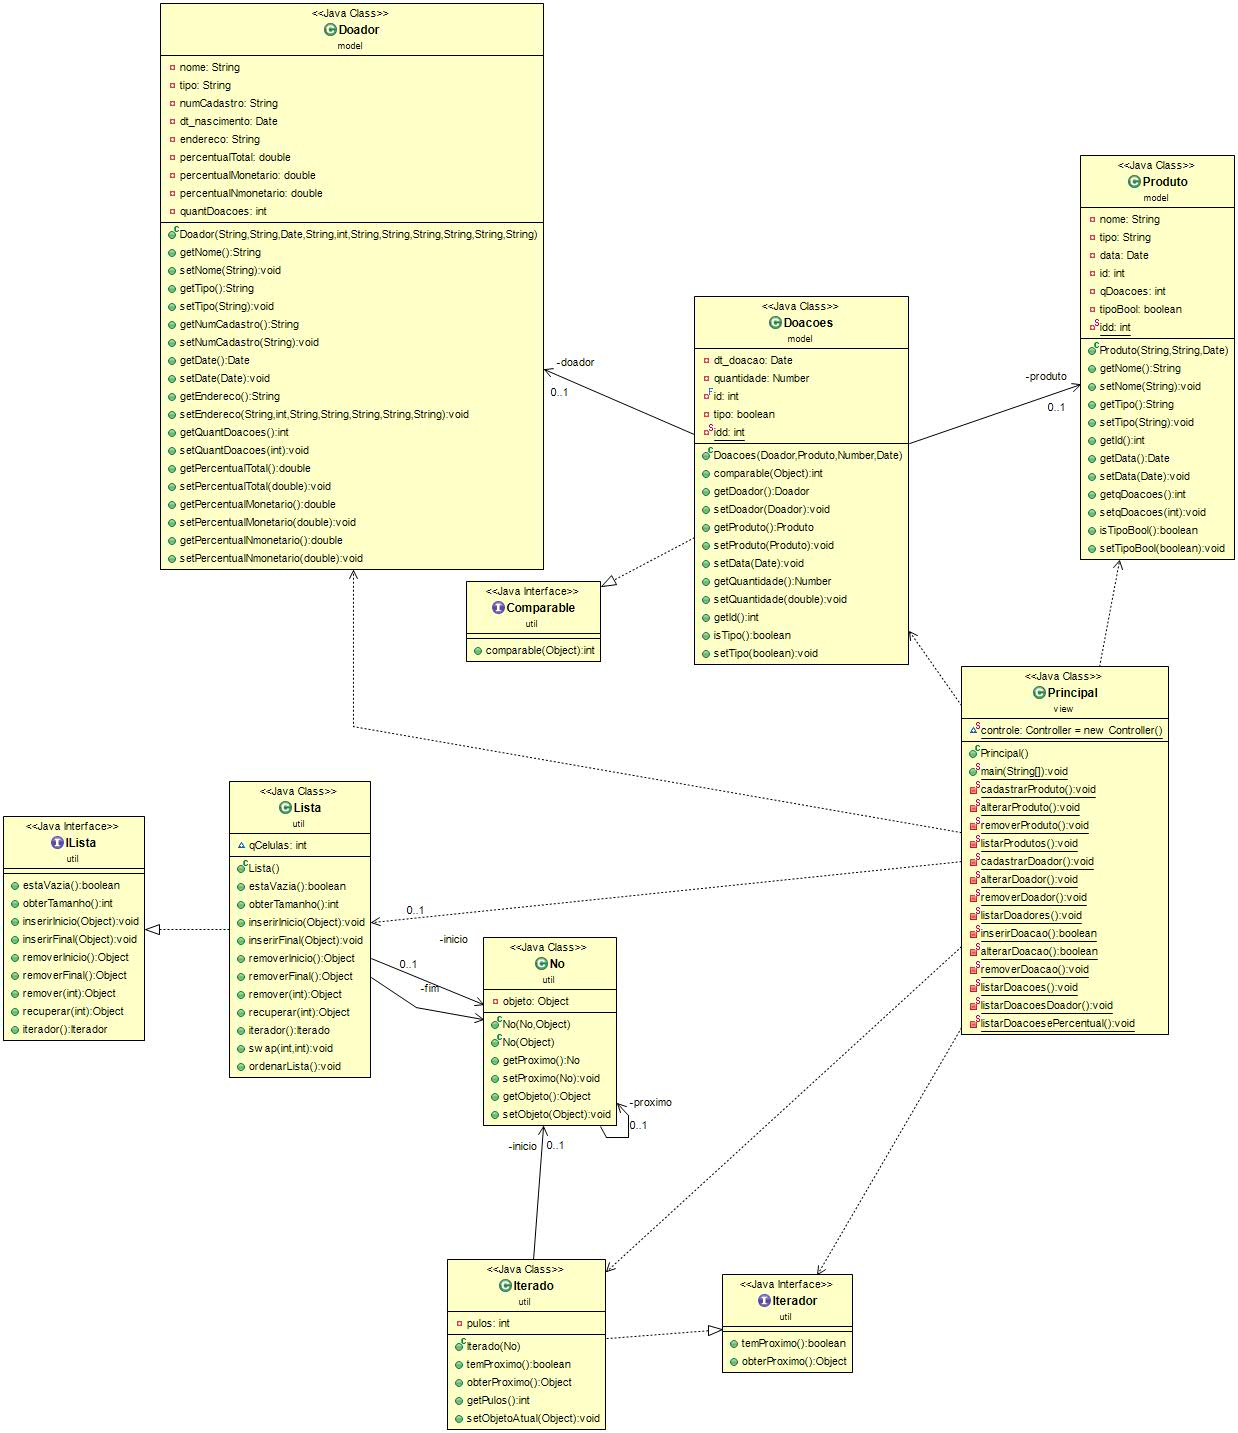 <<Java Class>>
Doador
model
nome: String
tipo: String
numCadastro: String
dt_nascimento: Date
endereco: String
percentualTotal: double
percentualMonetario: double
percentualNmonetario: double
quantDoacoes: int
Doador(String,String,Date,String,int,String,String,String,String,String,String)
getNome():String
setNome(String):void
getTipo():String
setTipo(String):void
getNumCadastro():String
setNumCadastro(String):void
getDate():Date
setDate(Date):void
getEndereco():String
setEndereco(String,int,String,String,String,String,String):void
getQuantDoacoes():int
setQuantDoacoes(int):void
getPercentualTotal():double
setPercentualTotal(double):void
getPercentualMonetario():double
setPercentualMonetario(double):void
getPercentualNmonetario():double
setPercentualNmonetario(double):void
<<Java Class>>
Produto
model
nome: String
tipo: String
data: Date
id: int
qDoacoes: int
tipoBool: boolean
idd: int
Produto(String,String,Date)
getNome():String
setNome(String):void
getTipo():String
setTipo(String):void
getId():int
getData():Date
setData(Date):void
getqDoacoes():int
setqDoacoes(int):void
isTipoBool():boolean
setTipoBool(boolean):void
<<Java Class>>
Doacoes
model
dt_doacao: Date
quantidade: Number
id: int
tipo: boolean
idd: int
Doacoes(Doador,Produto,Number,Date)
comparable(Object):int
getDoador():Doador
setDoador(Doador):void
getProduto():Produto
setProduto(Produto):void
setData(Date):void
getQuantidade():Number
setQuantidade(double):void
getId():int
isTipo():boolean
setTipo(boolean):void
-doador
0..1
-produto
0..1
<<Java Interface>>
Comparable
util
comparable(Object):int
<<Java Class>>
Principal
view
controle: Controller = new Controller()
Principal()
main(String[]):void
cadastrarProduto():void
alterarProduto():void
removerProduto():void
listarProdutos():void
cadastrarDoador():void
alterarDoador():void
removerDoador():void
listarDoadores():void
inserirDoacao():boolean
alterarDoacao():boolean
removerDoacao():void
listarDoacoes():void
listarDoacoesDoador():void
listarDoacoesePercentual():void
<<Java Interface>>
ILista
util
estaVazia():boolean
obterTamanho():int
inserirInicio(Object):void
inserirFinal(Object):void
removerInicio():Object
removerFinal():Object
remover(int):Object
recuperar(int):Object
iterador():Iterador
<<Java Class>>
Lista
util
qCelulas: int
Lista()
estaVazia():boolean
obterTamanho():int
inserirInicio(Object):void
inserirFinal(Object):void
removerInicio():Object
removerFinal():Object
remover(int):Object
recuperar(int):Object
iterador():Iterado
swap(int,int):void
ordenarLista():void
0..1
-inicio
0..1
-fim
<<Java Class>>
No
util
objeto: Object
No(No,Object)
No(Object)
getProximo():No
setProximo(No):void
getObjeto():Object
setObjeto(Object):void
-proximo
0..1
-inicio
0..1
<<Java Class>>
Iterado
util
pulos: int
Iterado(No)
temProximo():boolean
obterProximo():Object
getPulos():int
setObjetoAtual(Object):void
<<Java Interface>>
Iterador
util
temProximo():boolean
obterProximo():Object